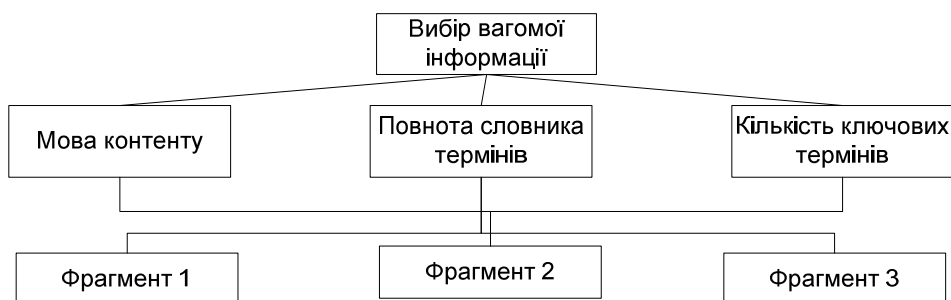 Вибір вагомої
інформації
Мова контенту
Повнота словника
термінів
Кількість ключових
термінів
Фрагмент 1
Фрагмент 2
Фрагмент 3